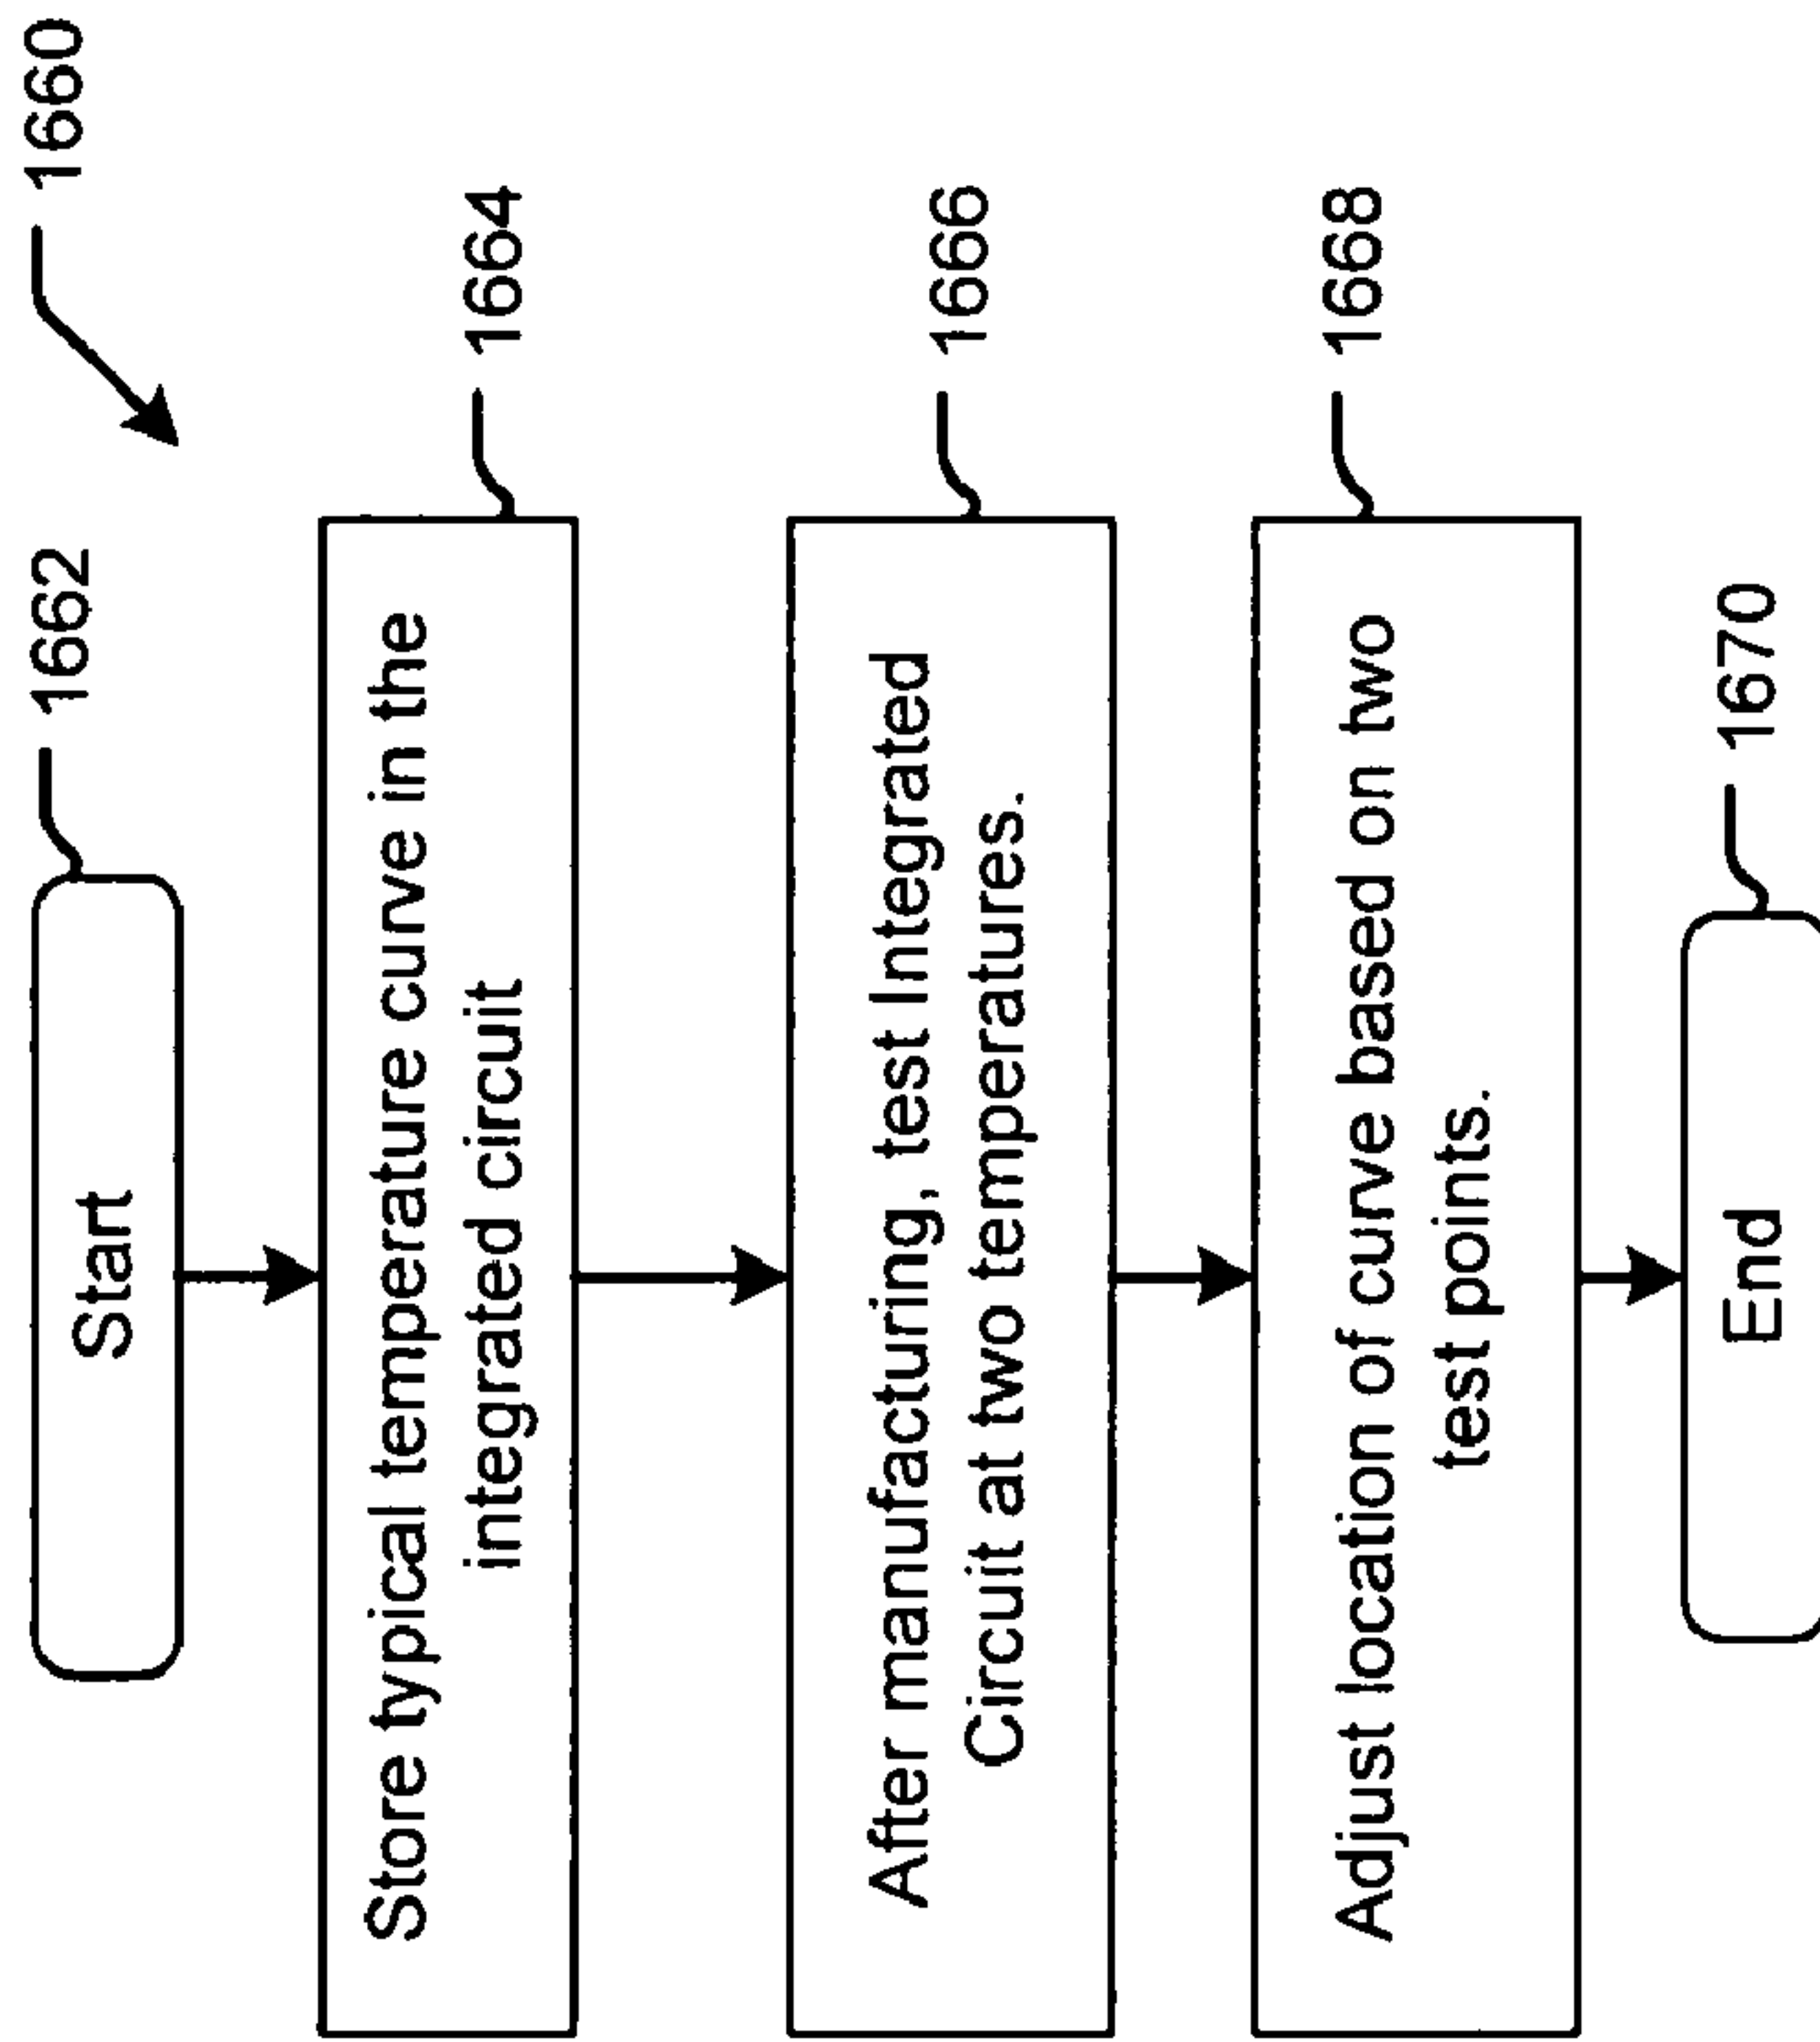 1660
Start
1662
Store typical temperature curve in the
integrated circuit
1664
After manufacturing, test Integrated
Circuit at two temperatures.
1666
Adjust location of curve based on two
test points.
1668
End
1670